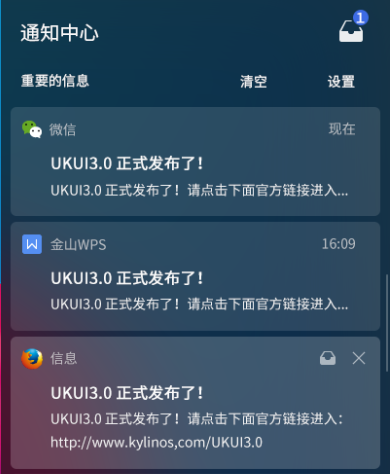 通知中心
1
重要的信息 清空 设置
微信 现在
UKUI3.0 正式发布了！
UKUI3.0 正式发布了！请点击下面官方链接进入...
金山WPS 16:09
UKUI3.0 正式发布了！
UKUI3.0 正式发布了！请点击下面官方链接进入...
信息
UKUI3.0 正式发布了！
UKUI3.0 正式发布了！请点击下面官方链接进入：
http://www.kylinos,com/UKUI3.0